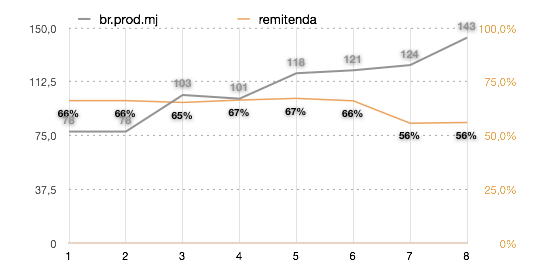 br.prod.mj remitenda
150,0 143 100,0%
124
121
118
112,5 103 101 75,0%
78 78
66% 66% 65% 67% 67% 66%
75,0 56% 56% 50,0%
37,5 25,0%
0 0%
1 2 3 4 5 6 7 8